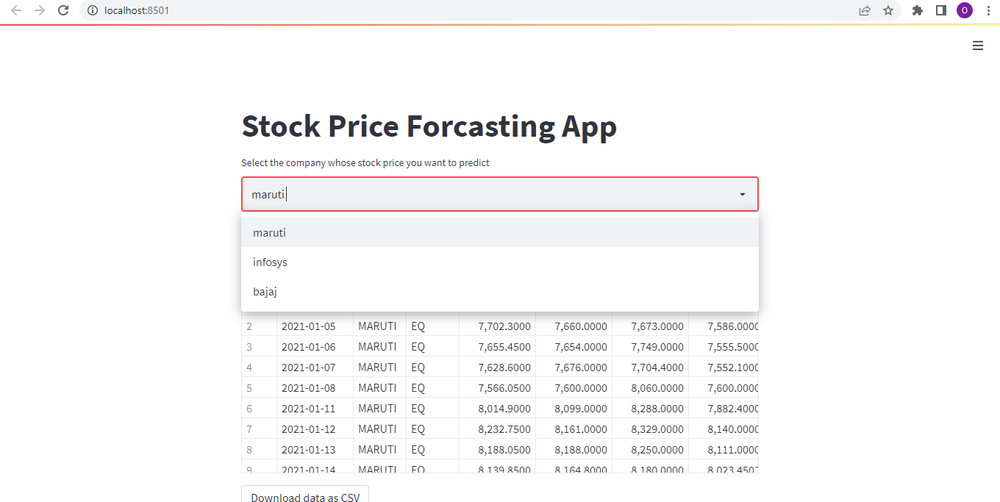 localhost:8501
O
Stock Price Forcasting App
Select the company whose stock price you want to predict
maruti
maruti
infosys
bajaj
2 2021-01-05 MARUTI EQ 7,702.3000 7,660.0000 7,673.0000 7,586.0000
3 2021-01-06 MARUTI EQ 7,655.4500 7,654.0000 7,749.0000 7,555.5000
4 2021-01-07 MARUTI EQ 7,628.6000 7,676.0000 7,704.4000 7,552.1000
5 2021-01-08 MARUTI EQ 7,566.0500 7,600.0000 8,060.0000 7,600.0000
6 2021-01-11 MARUTI EQ 8,014.9000 8,099.0000 8,288.0000 7,882.4000
7 2021-01-12 MARUTI EQ 8,232.7500 8,161.0000 8,329.0000 8,140.0000
8 2021-01-13 MARUTI EQ 8,188.0500 8,188.0000 8,250.0000 8,111.0000
9 2021-01-14 MARUTI EQ 8,139.8500 8,164.8000 8,180.0000 8,023.4502
Download data as CSV